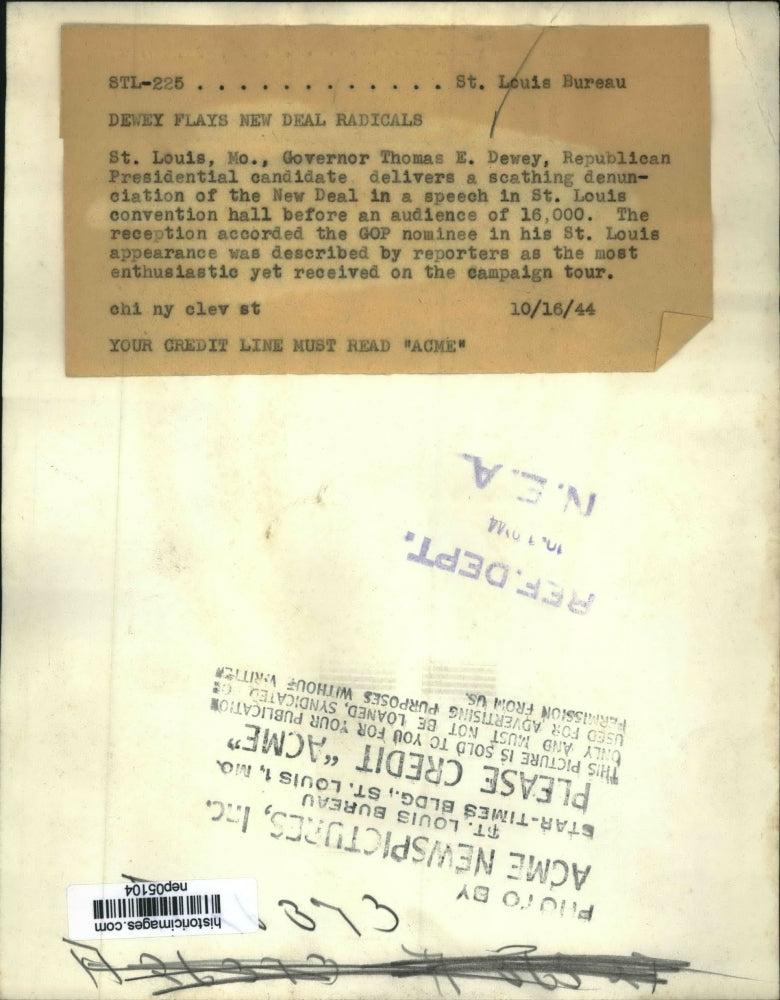 STL-225 . . . . . . . . . . . . . St. Louis Bureau
DEWEY FLAYS NEW DEAL RADICALS
St. Louis, Mo., Governor Thomas E. Dewey, Republican
Presidential candidate delivers a scathing denun-
ciation of the New Deal in a speech in St. Louis
convention hall before an audience of 16,000. The
reception accorded the GOP nominee in his St. Louis
appearance was described by reporters as the most
enthusiastic yet received on the campaign tour.
chi ny clev st 10/16/44
YOUR CREDIT LINE MUST READ "ACME"
REF. DEPT.
N.E.A.
PHOTO BY
ACME NEWSPICTURES, Inc.
ST. LOUIS BUREAU
STAR-TIMES BLDG., ST. LOUIS 1, MO.
PLEASE CREDIT "ACME"
THIS PICTURE IS SOLD TO YOU FOR YOUR PUBLICATION
ONLY AND MUST NOT BE LOANED, SYNDICATED OR
USED FOR ADVERTISING PURPOSES WITHOUT WRITTEN
PERMISSION FROM US.
historicimages.com
nep05104